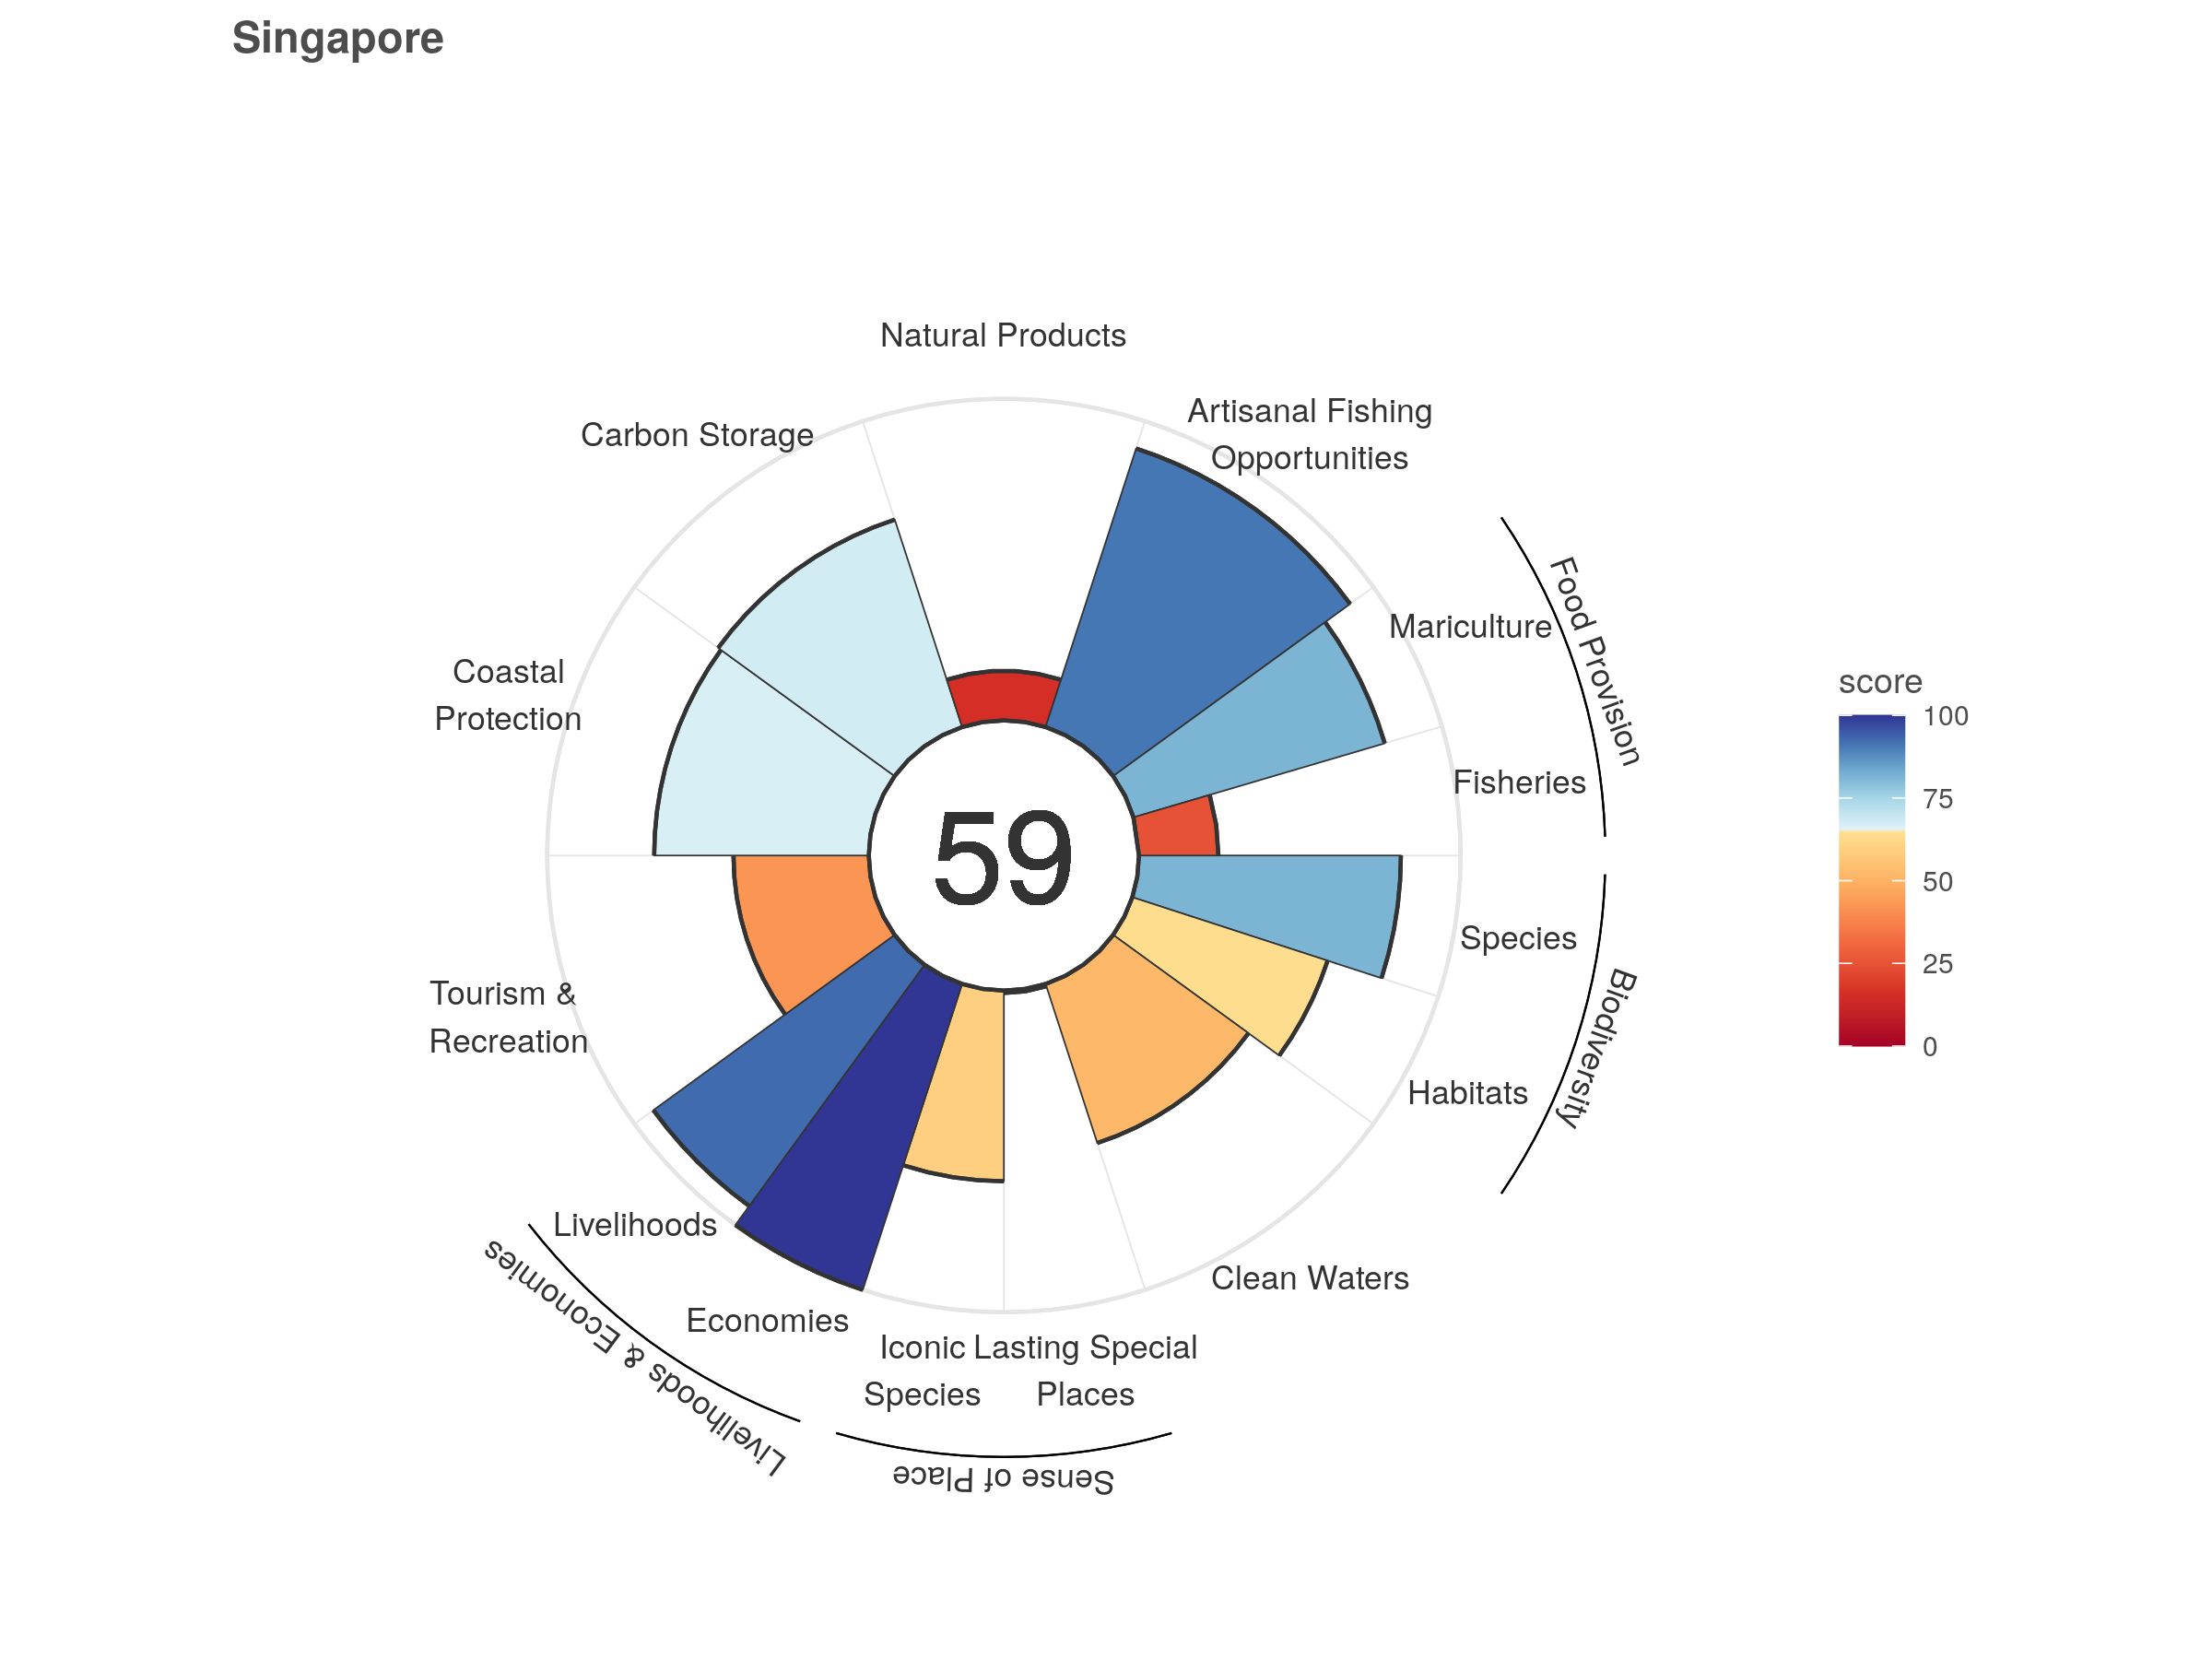 Singapore
Natural Products
Artisanal Fishing
Opportunities
Carbon Storage
Mariculture
Food Provision
Coastal
Protection
Fisheries
59
Species
Biodiversity
Tourism &
Recreation
Habitats
Livelihoods
Livelihoods & Economies
Economies
Clean Waters
Iconic
Species
Lasting Special
Places
Sense of Place
score
100
75
50
25
0